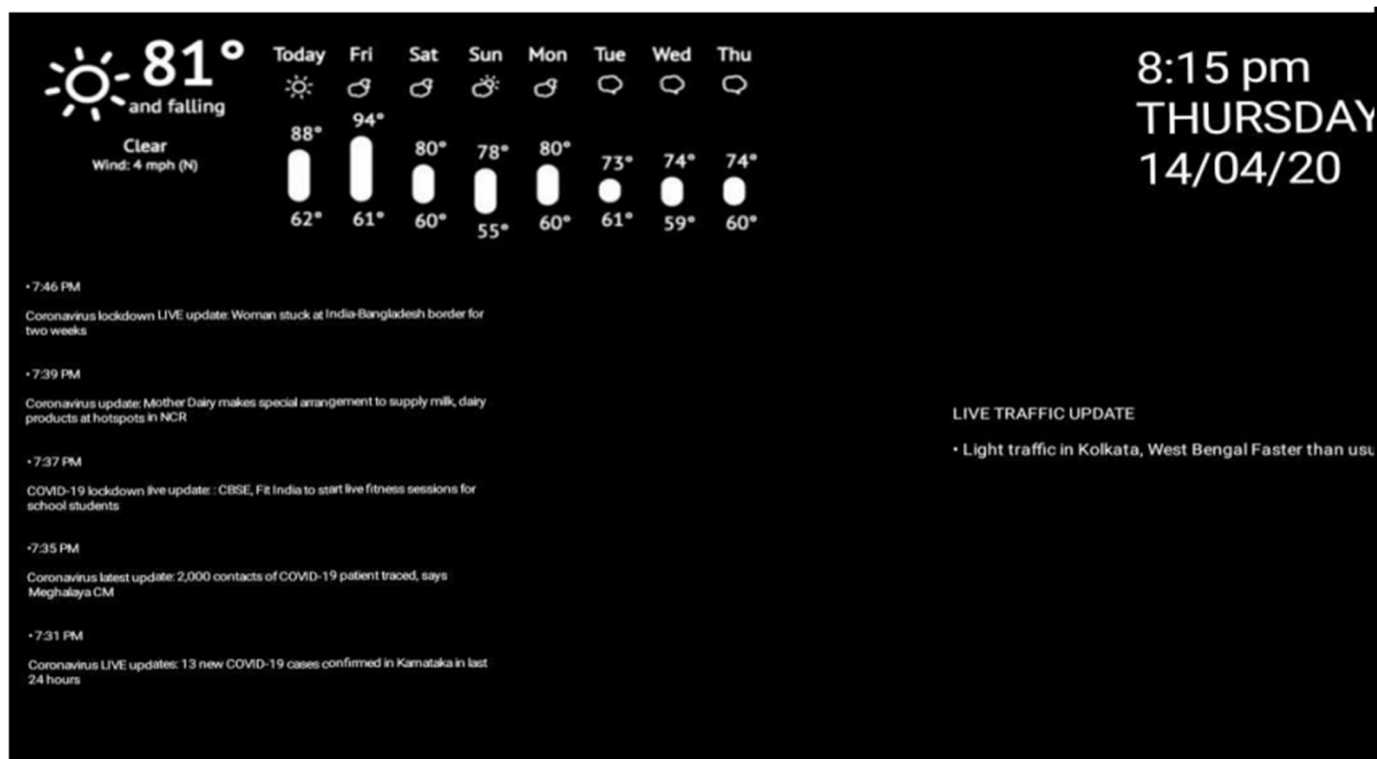 81°
and falling
Clear
Wind: 4 mph (N)
Today Fri Sat Sun Mon Tue Wed Thu
88° 94° 80° 78° 80° 73° 74° 74°
62° 61° 60° 55° 60° 61° 59° 60°
8:15 pm
THURSDAY
14/04/20
• 7:46 PM
Coronavirus lockdown LIVE update: Woman stuck at India-Bangladesh border for
two weeks
• 7:39 PM
Coronavirus update: Mother Dairy makes special arrangement to supply milk, dairy
products at hotspots in NCR
• 7:37 PM
COVID-19 lockdown live update: : CBSE, Fit India to start live fitness sessions for
school students
• 7:35 PM
Coronavirus latest update: 2,000 contacts of COVID-19 patient traced, says
Meghalaya CM
• 7:31 PM
Coronavirus LIVE updates: 13 new COVID-19 cases confirmed in Karnataka in last
24 hours
LIVE TRAFFIC UPDATE
• Light traffic in Kolkata, West Bengal Faster than usu